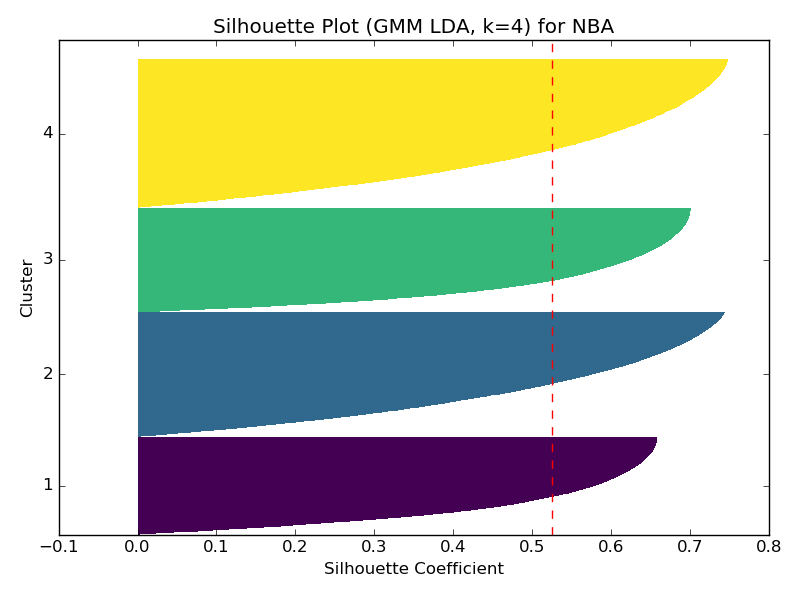 Silhouette Plot (GMM LDA, k=4) for NBA
4
3
2
1
Cluster
−0.1 0.0 0.1 0.2 0.3 0.4 0.5 0.6 0.7 0.8
Silhouette Coefficient